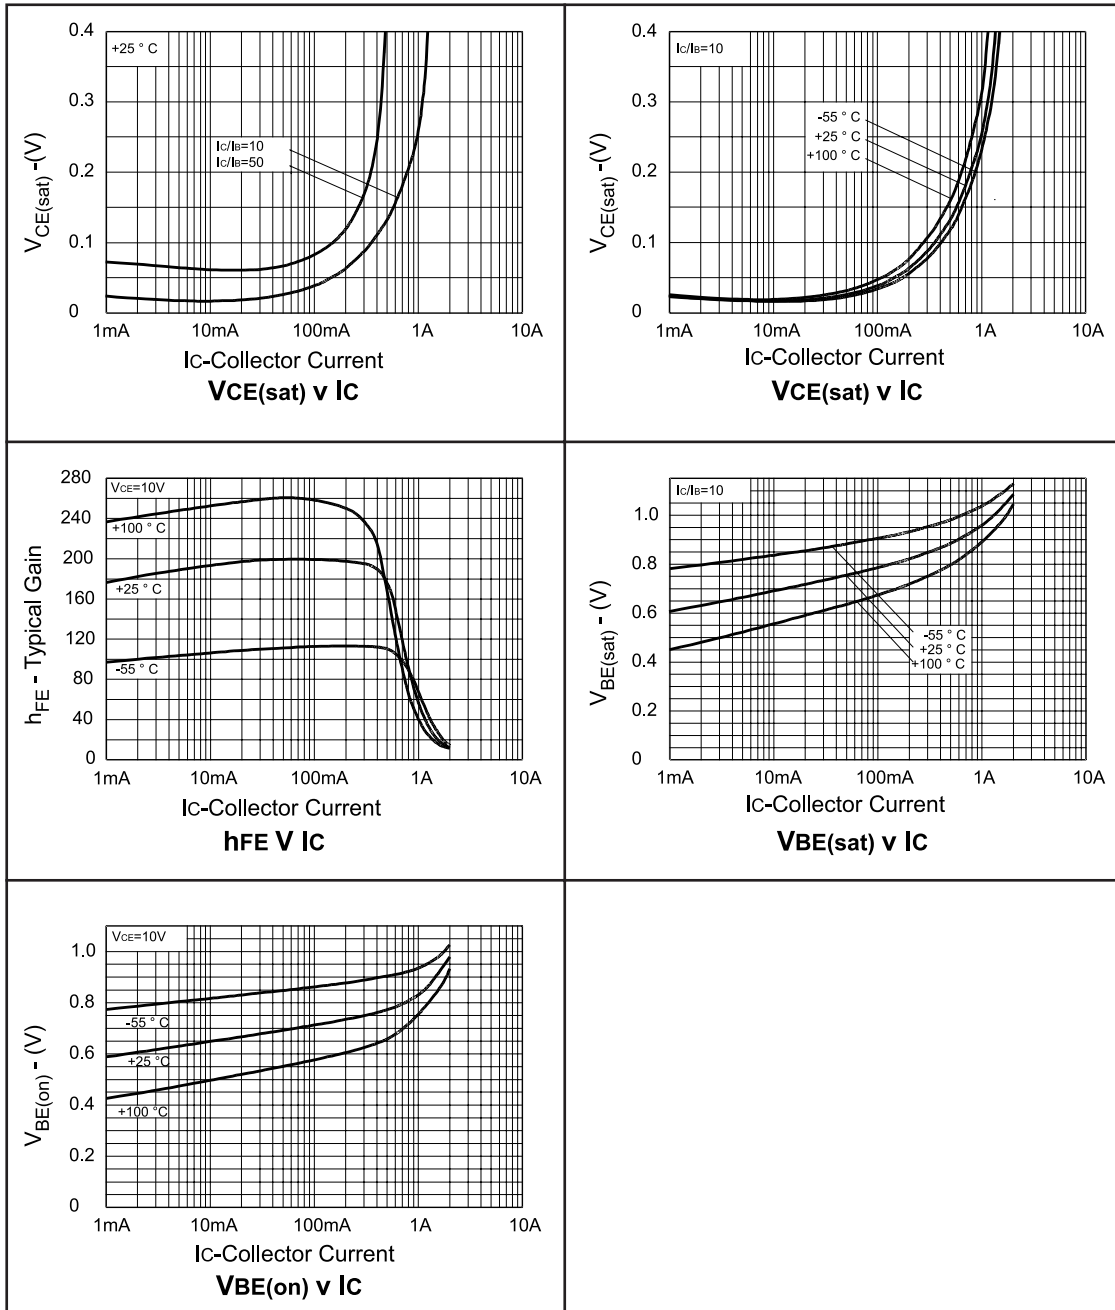 0.4
0.3
0.2
0.1
0
+25 ° C
IC/IB=10
IC/IB=50
VCE(sat) - (V)
1mA 10mA 100mA 1A 10A
IC-Collector Current
VCE(sat) v IC
0.4
0.3
0.2
0.1
0
IC/IB=10
-55 ° C
+25 ° C
+100 ° C
VCE(sat) - (V)
1mA 10mA 100mA 1A 10A
IC-Collector Current
VCE(sat) v IC
280
240
200
160
120
80
40
0
VCE=10V
+100 ° C
+25 ° C
-55 ° C
hFE - Typical Gain
1mA 10mA 100mA 1A 10A
IC-Collector Current
hFE V IC
1.0
0.8
0.6
0.4
0.2
0
IC/IB=10
-55 ° C
+25 ° C
+100 ° C
VBE(sat) - (V)
1mA 10mA 100mA 1A 10A
IC-Collector Current
VBE(sat) v IC
1.0
0.8
0.6
0.4
0.2
0
VCE=10V
-55 ° C
+25 °C
+100 °C
VBE(on) - (V)
1mA 10mA 100mA 1A 10A
IC-Collector Current
VBE(on) v IC